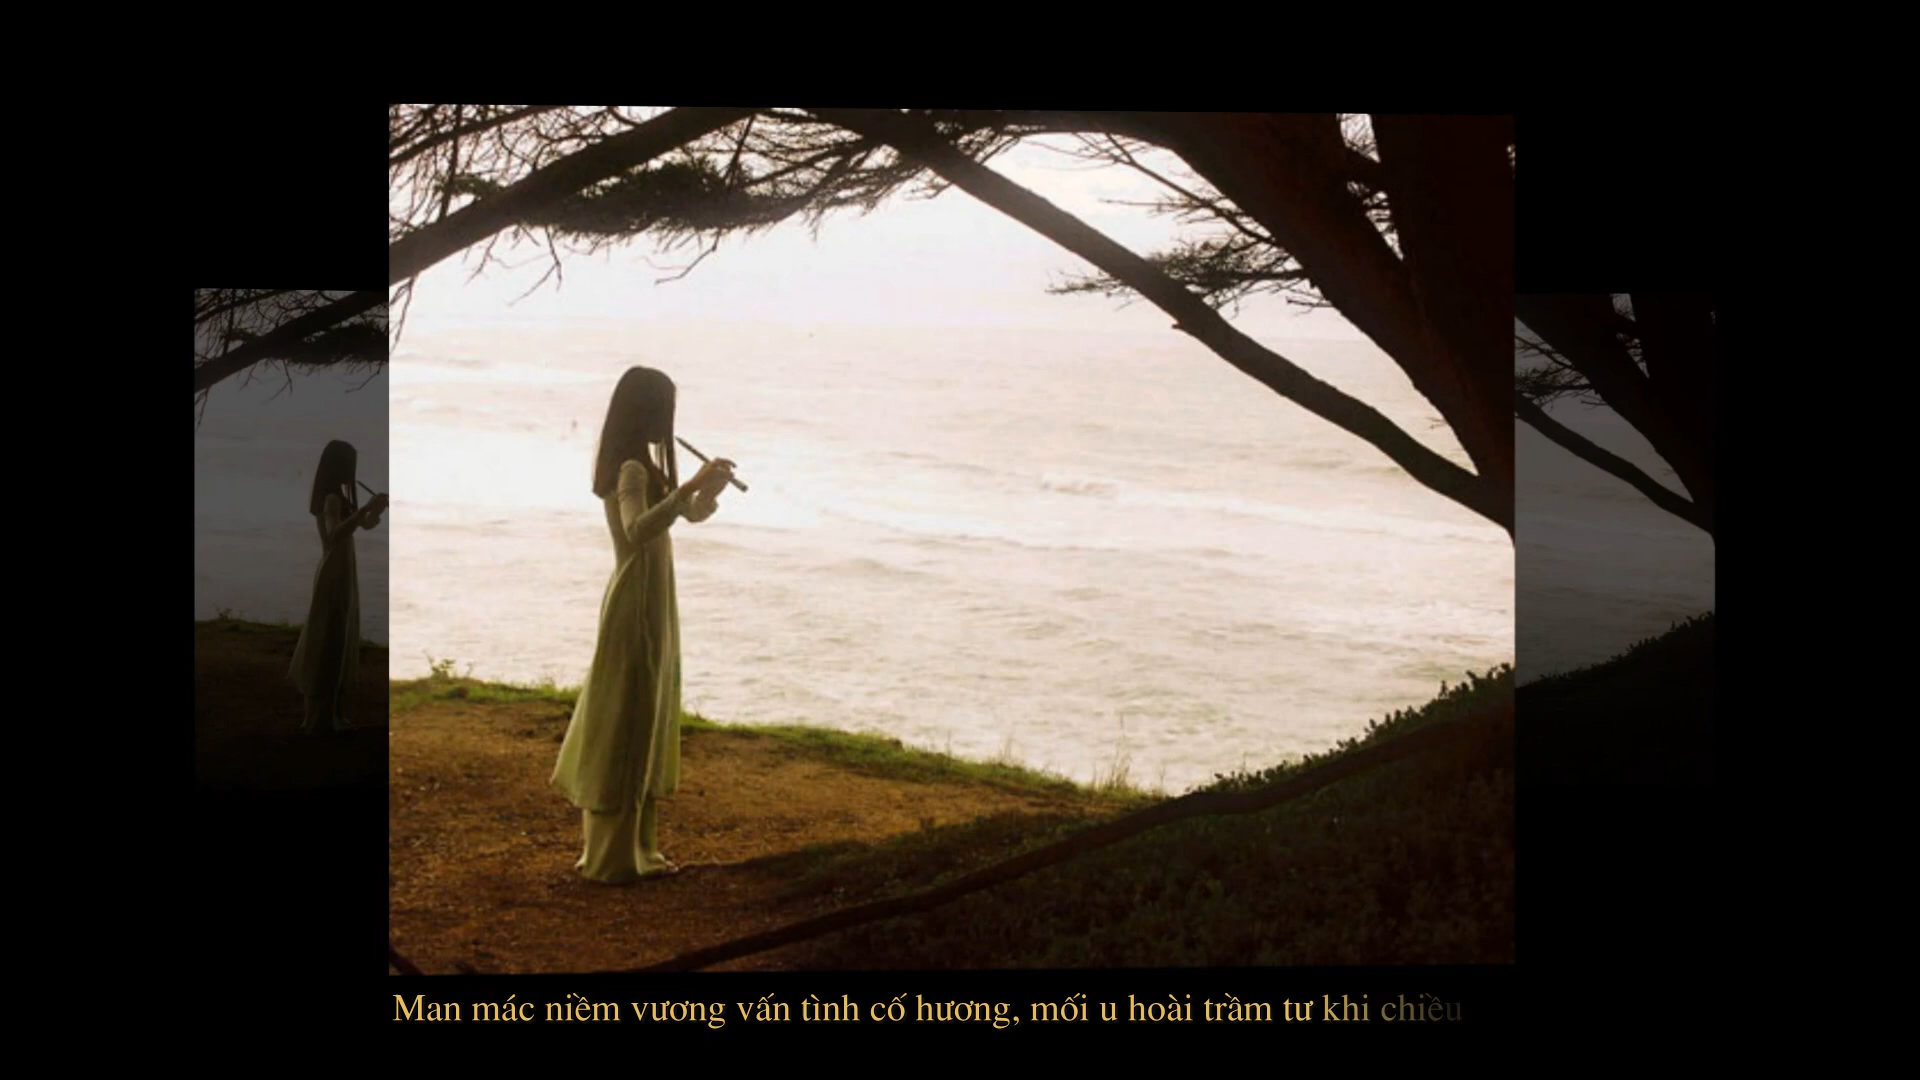 Man mác niềm vương vấn tình cố hương, mối u hoài trầm tư khi chiều